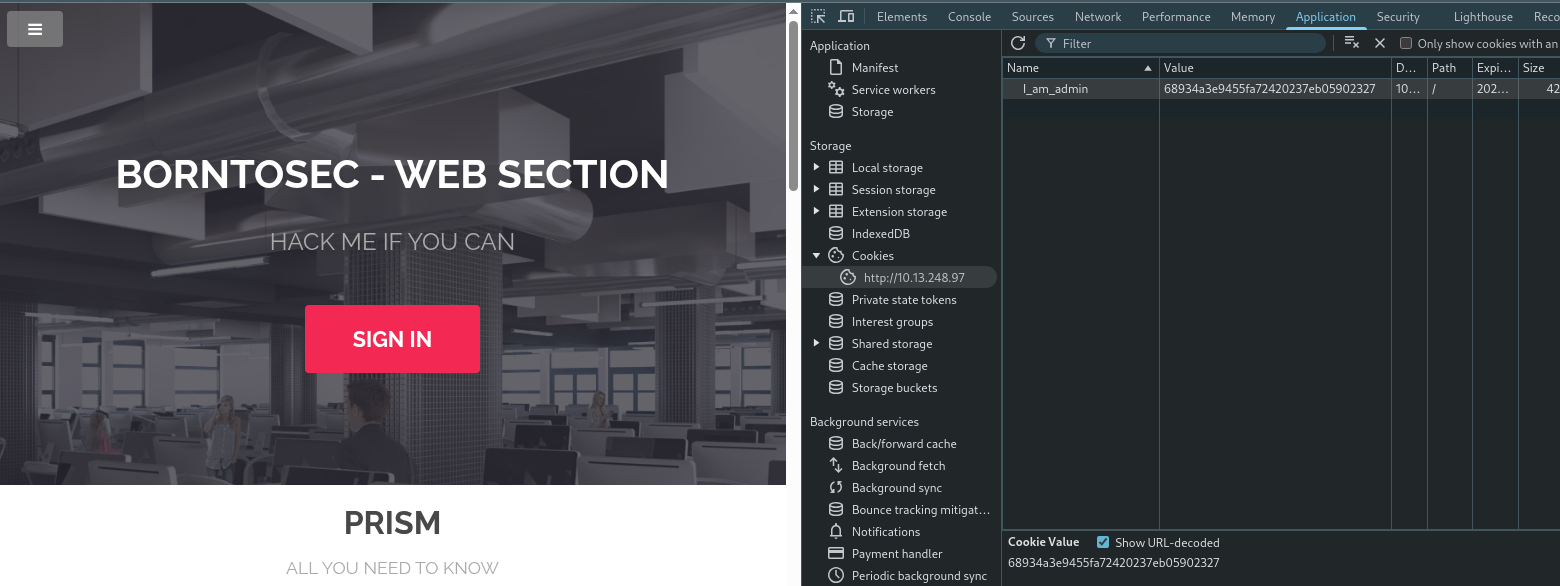 BORNTOSEC - WEB SECTION
HACK ME IF YOU CAN
SIGN IN
PRISM
ALL YOU NEED TO KNOW
Elements Console Sources Network Performance Memory Application Security Lighthouse Reco
Application
Manifest
Service workers
Storage
Storage
Local storage
Session storage
Extension storage
IndexedDB
Cookies
http://10.13.248.97
Private state tokens
Interest groups
Shared storage
Cache storage
Storage buckets
Background services
Back/forward cache
Background fetch
Background sync
Bounce tracking mitigat...
Notifications
Payment handler
Periodic background sync
Filter Only show cookies with an
Name Value D... Path Expi... Size
I_am_admin 68934a3e9455fa72420237eb05902327 10... / 202... 42
Cookie Value Show URL-decoded
68934a3e9455fa72420237eb05902327